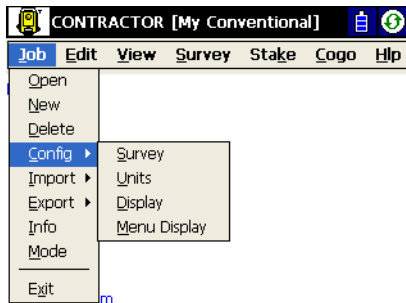 CONTRACTOR [My Conventional]
Job Edit View Survey Stake Cogo Hlp
Open
New
Delete
Config Survey
Import Units
Export Display
Info Menu Display
Mode
Exit
m